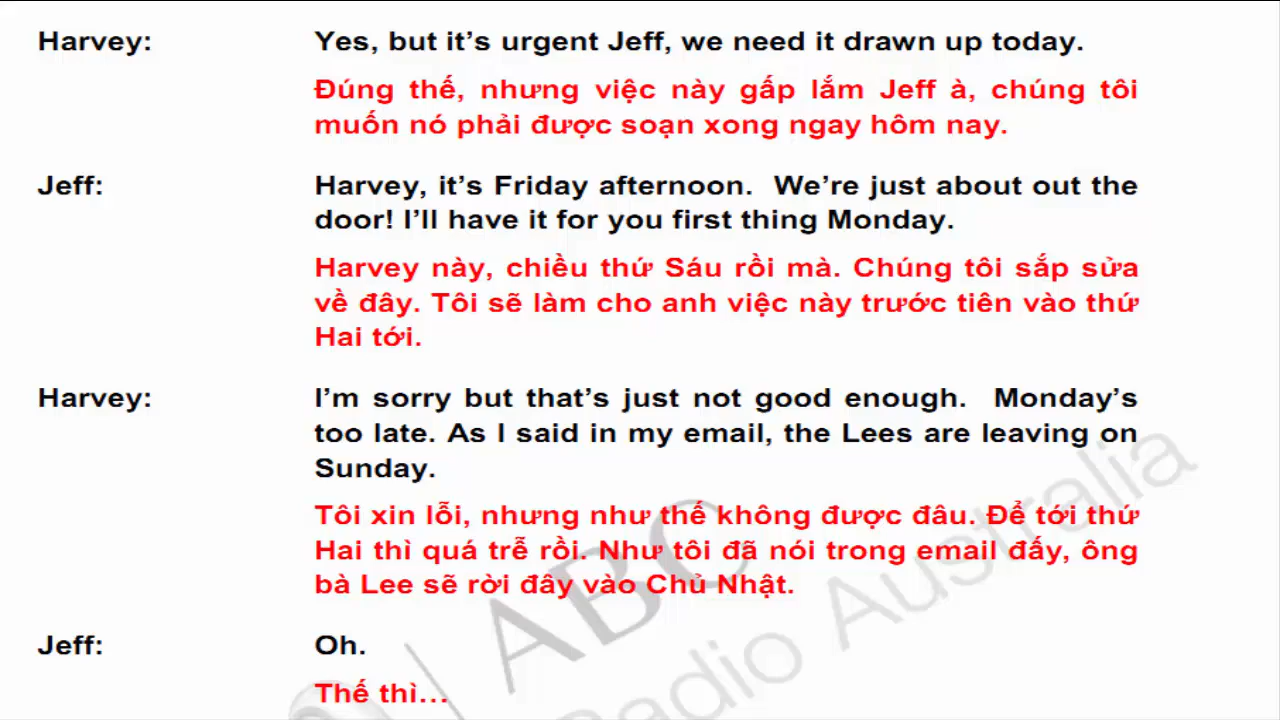 Harvey: Yes, but it’s urgent Jeff, we need it drawn up today.
Đúng thế, nhưng việc này gấp lắm Jeff à, chúng tôi
muốn nó phải được soạn xong ngay hôm nay.
Jeff: Harvey, it’s Friday afternoon. We’re just about out the
door! I’ll have it for you first thing Monday.
Harvey này, chiều thứ Sáu rồi mà. Chúng tôi sắp sửa
về đây. Tôi sẽ làm cho anh việc này trước tiên vào thứ
Hai tới.
Harvey: I’m sorry but that’s just not good enough. Monday’s
too late. As I said in my email, the Lees are leaving on
Sunday.
Tôi xin lỗi, nhưng như thế không được đâu. Để tới thứ
Hai thì quá trễ rồi. Như tôi đã nói trong email đấy, ông
bà Lee sẽ rời đây vào Chủ Nhật.
Jeff: Oh.
Thế thì...
ABC
Radio Australia